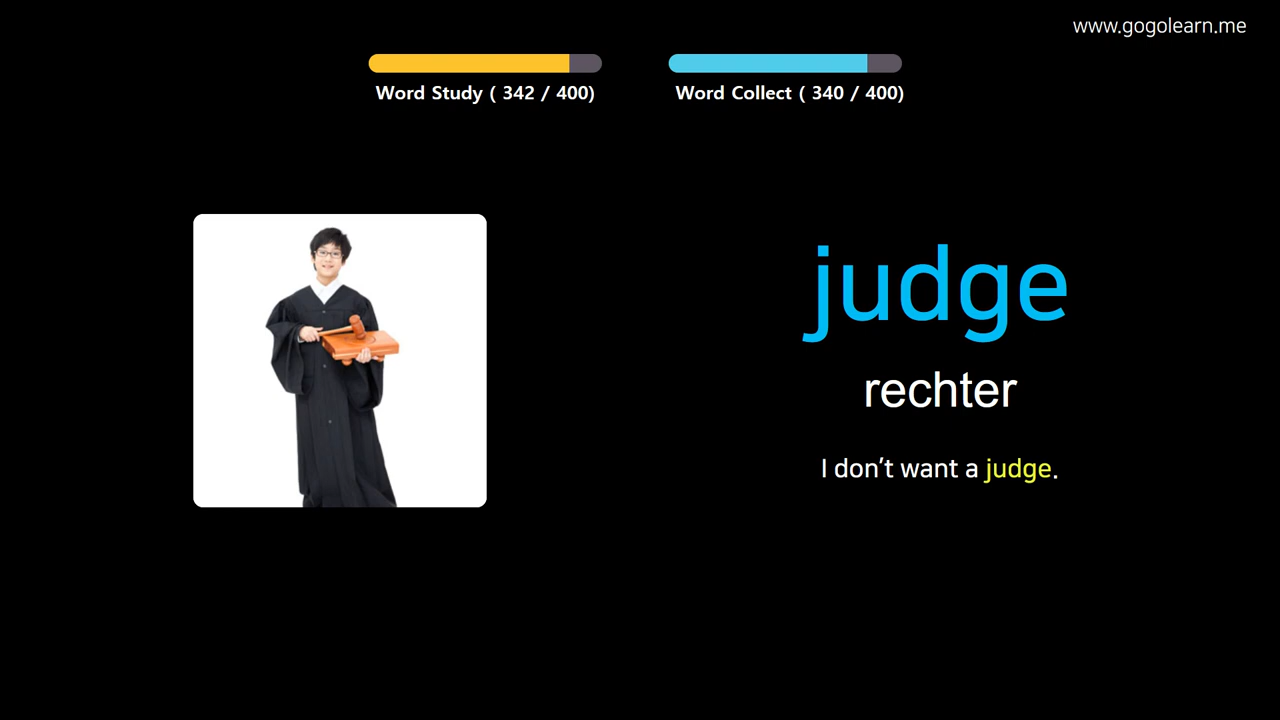 www.gogolearn.me
Word Study ( 342 / 400)
Word Collect ( 340 / 400)
judge
rechter
I don’t want a judge.